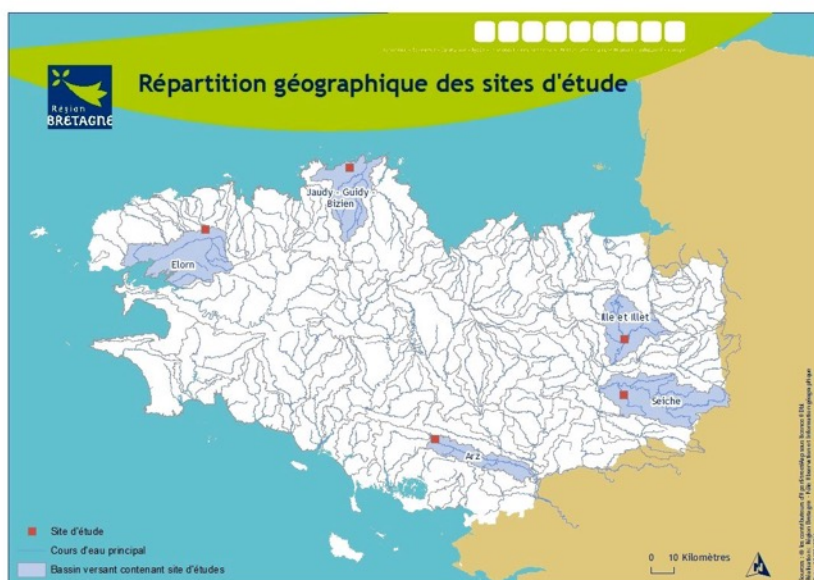 Répartition géographique des sites d'étude
Région
BRETAGNE
Jaudy - Guidy -
Bizien
Elorn
Ille et Illet
Seiche
Arz
Site d'étude
Cours d'eau principal
Bassin versant contenant site d'études
0 10 Kilomètres
N